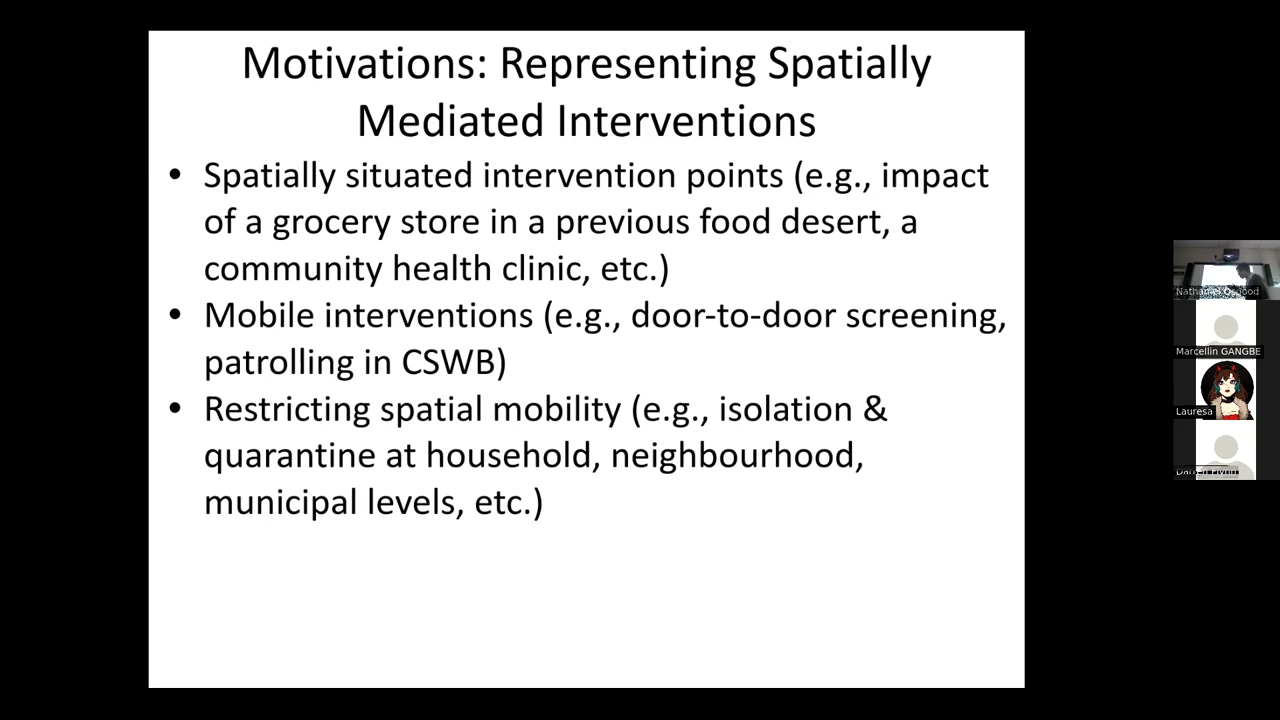 Motivations: Representing Spatially
Mediated Interventions
• Spatially situated intervention points (e.g., impact
of a grocery store in a previous food desert, a
community health clinic, etc.)
• Mobile interventions (e.g., door-to-door screening,
patrolling in CSWB)
• Restricting spatial mobility (e.g., isolation &
quarantine at household, neighbourhood,
municipal levels, etc.)
Nathaniel Osgood
Marcellin GANGBE
Lauresa